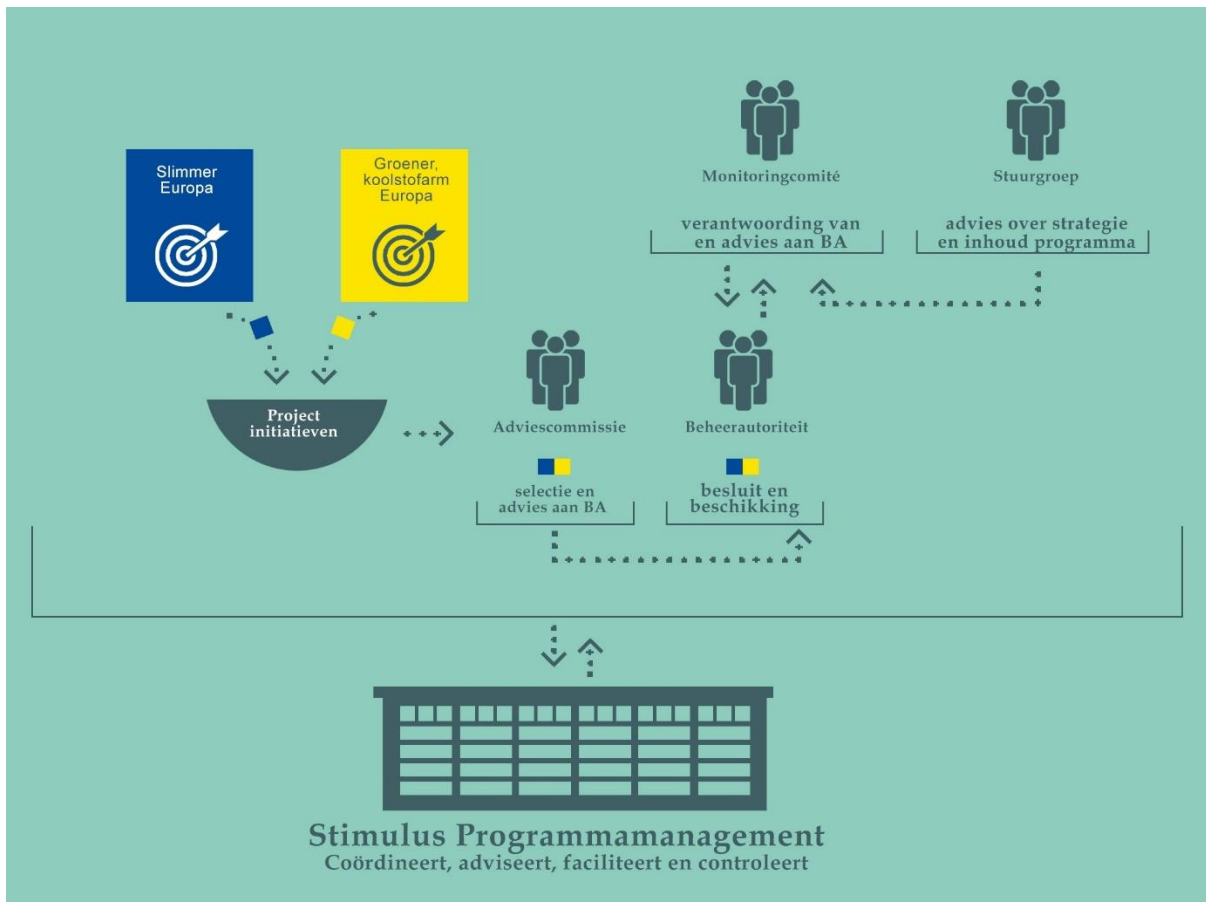 Monitoringcomité
Stuurgroep
verantwoording van
en advies aan BA
advies over strategie
en inhoud programma
Slimmer
Europa
Groener,
koolstofarm
Europa
Project
initiatieven
Adviescommissie
Beheerautoriteit
selectie en
advies aan BA
besluit en
beschikking
Stimulus Programmamanagement
Coördineert, adviseert, faciliteert en controleert